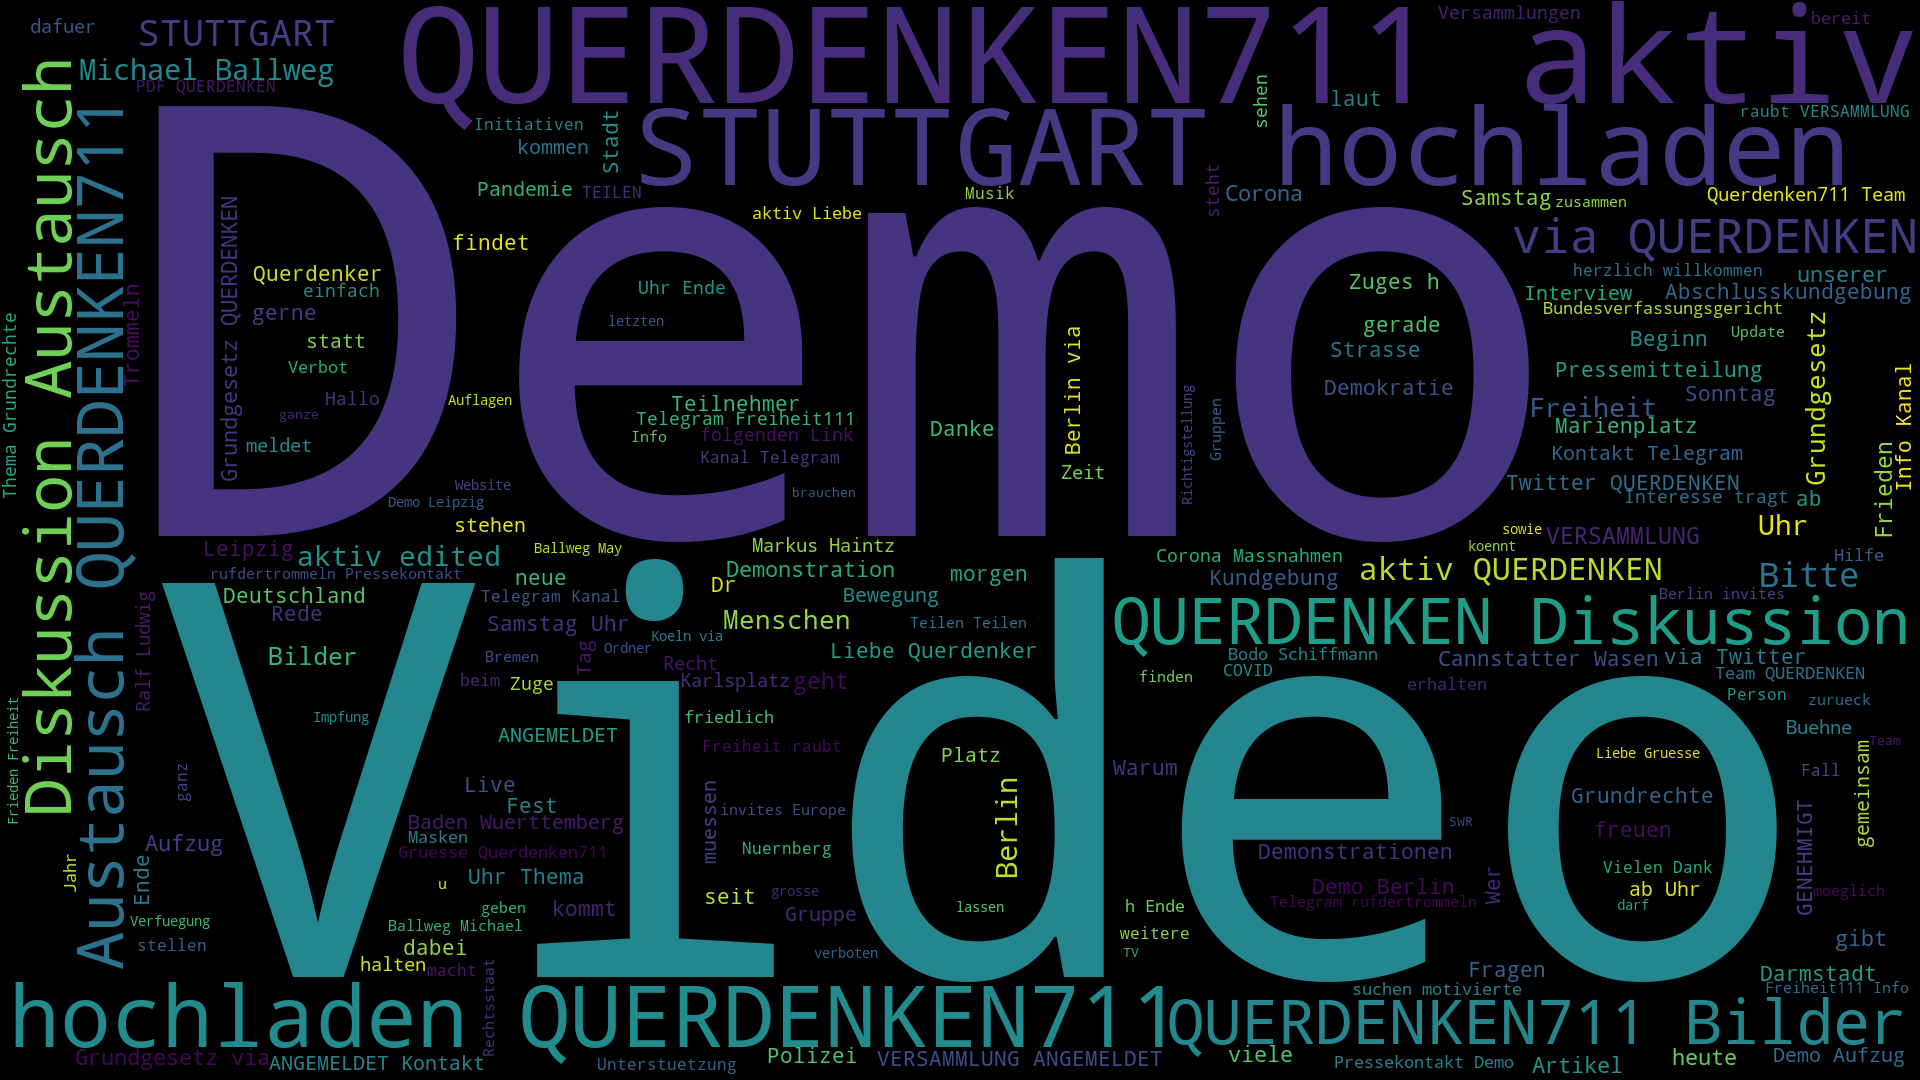 dafuer
STUTTGART
QUERDENKEN711 aktiv
Versammlungen
bereit
Michael Ballweg
PDF QUERDENKEN
sehen
laut
raubt VERSAMMLUNG
Initiativen
kommen
Stadt
STUTTGART
hochladen
Pandemie
TEILEN
Musik
steht
Corona
Samstag
zusammen
Querdenken711 Team
aktiv Liebe
findet
via QUERDENKEN
Diskussion Austausch
Austausch QUERDENKEN711
Thema Grundrechte
Trommeln
Grundgesetz QUERDENKEN
Demo
Querdenker
einfach
gerne
statt
Verbot
Hallo
ganze
meldet
Auflagen
Uhr Ende
letzten
Teilnehmer
Telegram Freiheit111
Info
folgenden Link
Kanal Telegram
Danke
Berlin via
Zeit
Richtigstellung
Gruppen
Zuges h
gerade
Strasse
Demokratie
herzlich willkommen
unserer
Interview
Abschlusskundgebung
Bundesverfassungsgericht
Beginn
Update
Pressemitteilung
Sonntag
Freiheit
Marienplatz
Grundgesetz
Info Kanal
Frieden
Kontakt Telegram
Twitter QUERDENKEN
Interesse tragt
ab
Website
Demo Leipzig
brauchen
stehen
sowie
VERSAMMLUNG
Uhr
Leipzig
aktiv edited
Ballweg May
Markus Haintz
koennt
Corona Massnahmen
Hilfe
rufdertrommeln Pressekontakt
neue
Dr
Demonstration
morgen
Kundgebung
aktiv QUERDENKEN
Bitte
Deutschland
Telegram Kanal
Bewegung
Berlin invites
Rede
Samstag Uhr
Menschen
Teilen Teilen
QUERDENKEN Diskussion
Ralf Ludwig
Koeln via
Ordner
Liebe Querdenker
Bilder
Bremen
Tag
Recht
Bodo Schiffmann
COVID
Cannstatter Wasen
via Twitter
Team QUERDENKEN
beim
Zuge
Karlsplatz
geht
finden
erhalten
Person
zurueck
Video
Frieden Freiheit
Impfung
friedlich
ANGEMELDET
Freiheit raubt
Platz
Warum
Buehne
Team
Liebe Gruesse
gemeinsam
Fall
ganz
Live
Fest
muessen
invites Europe
Berlin
Grundrechte
Baden Wuerttemberg
Masken
Gruesse Querdenken711
SWR
freuen
GENEHMIGT
Aufzug
Nuernberg
Demonstrationen
Jahr
Ende
u
Uhr Thema
Vielen Dank
Wer
Demo Berlin
ab Uhr
moeglich
seit
grosse
Telegram rufdertrommeln
darf
Verfuegung
geben
kommt
Gruppe
lassen
h Ende
Ballweg Michael
stellen
dabei
weitere
gibt
halten
macht
verboten
TV
Rechtsstaat
Fragen
Darmstadt
suchen motivierte
Freiheit111 Info
hochladen
QUERDENKEN711
QUERDENKEN711 Bilder
Grundgesetz via
ANGEMELDET Kontakt
Unterstuetzung
Polizei
VERSAMMLUNG ANGEMELDET
viele
Pressekontakt Demo
Artikel
heute
Demo Aufzug